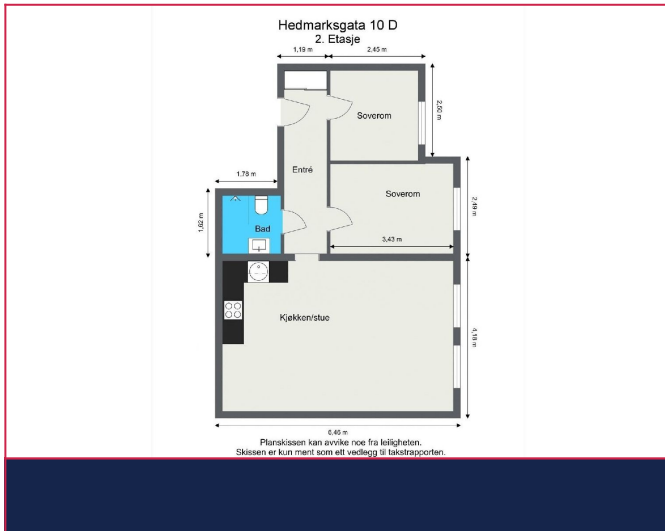 Hedmarksgata 10 D
2. Etasje
1,19 m
2,45 m
2,50 m
Soverom
Entré
1,78 m
Soverom
2,49 m
1,62 m
Bad
3,43 m
Kjøkken/stue
4,18 m
6,46 m
Planskissen kan avvike noe fra leiligheten.
Skissen er kun ment som ett vedlegg til takstrapporten.